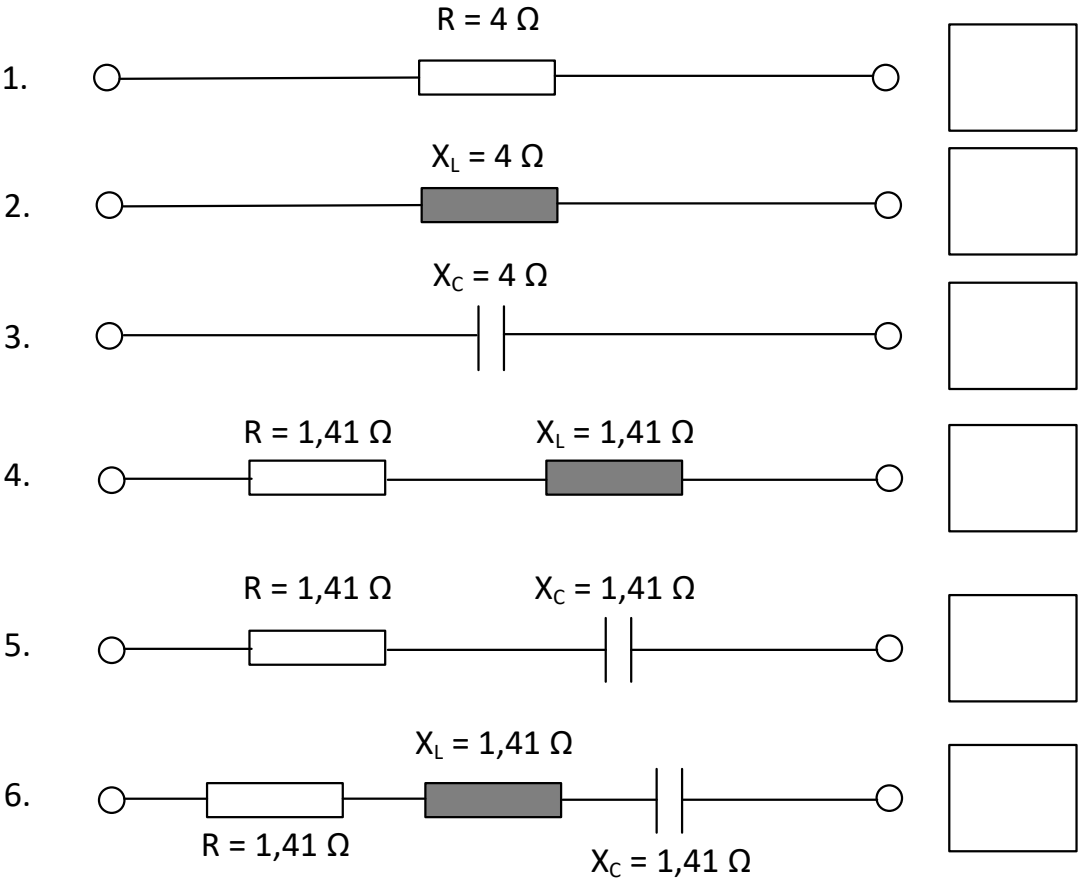 R = 4 Ω
1.
X_L = 4 Ω
2.
X_C = 4 Ω
3.
R = 1,41 Ω X_L = 1,41 Ω
4.
R = 1,41 Ω X_C = 1,41 Ω
5.
X_L = 1,41 Ω
6.
R = 1,41 Ω
X_C = 1,41 Ω